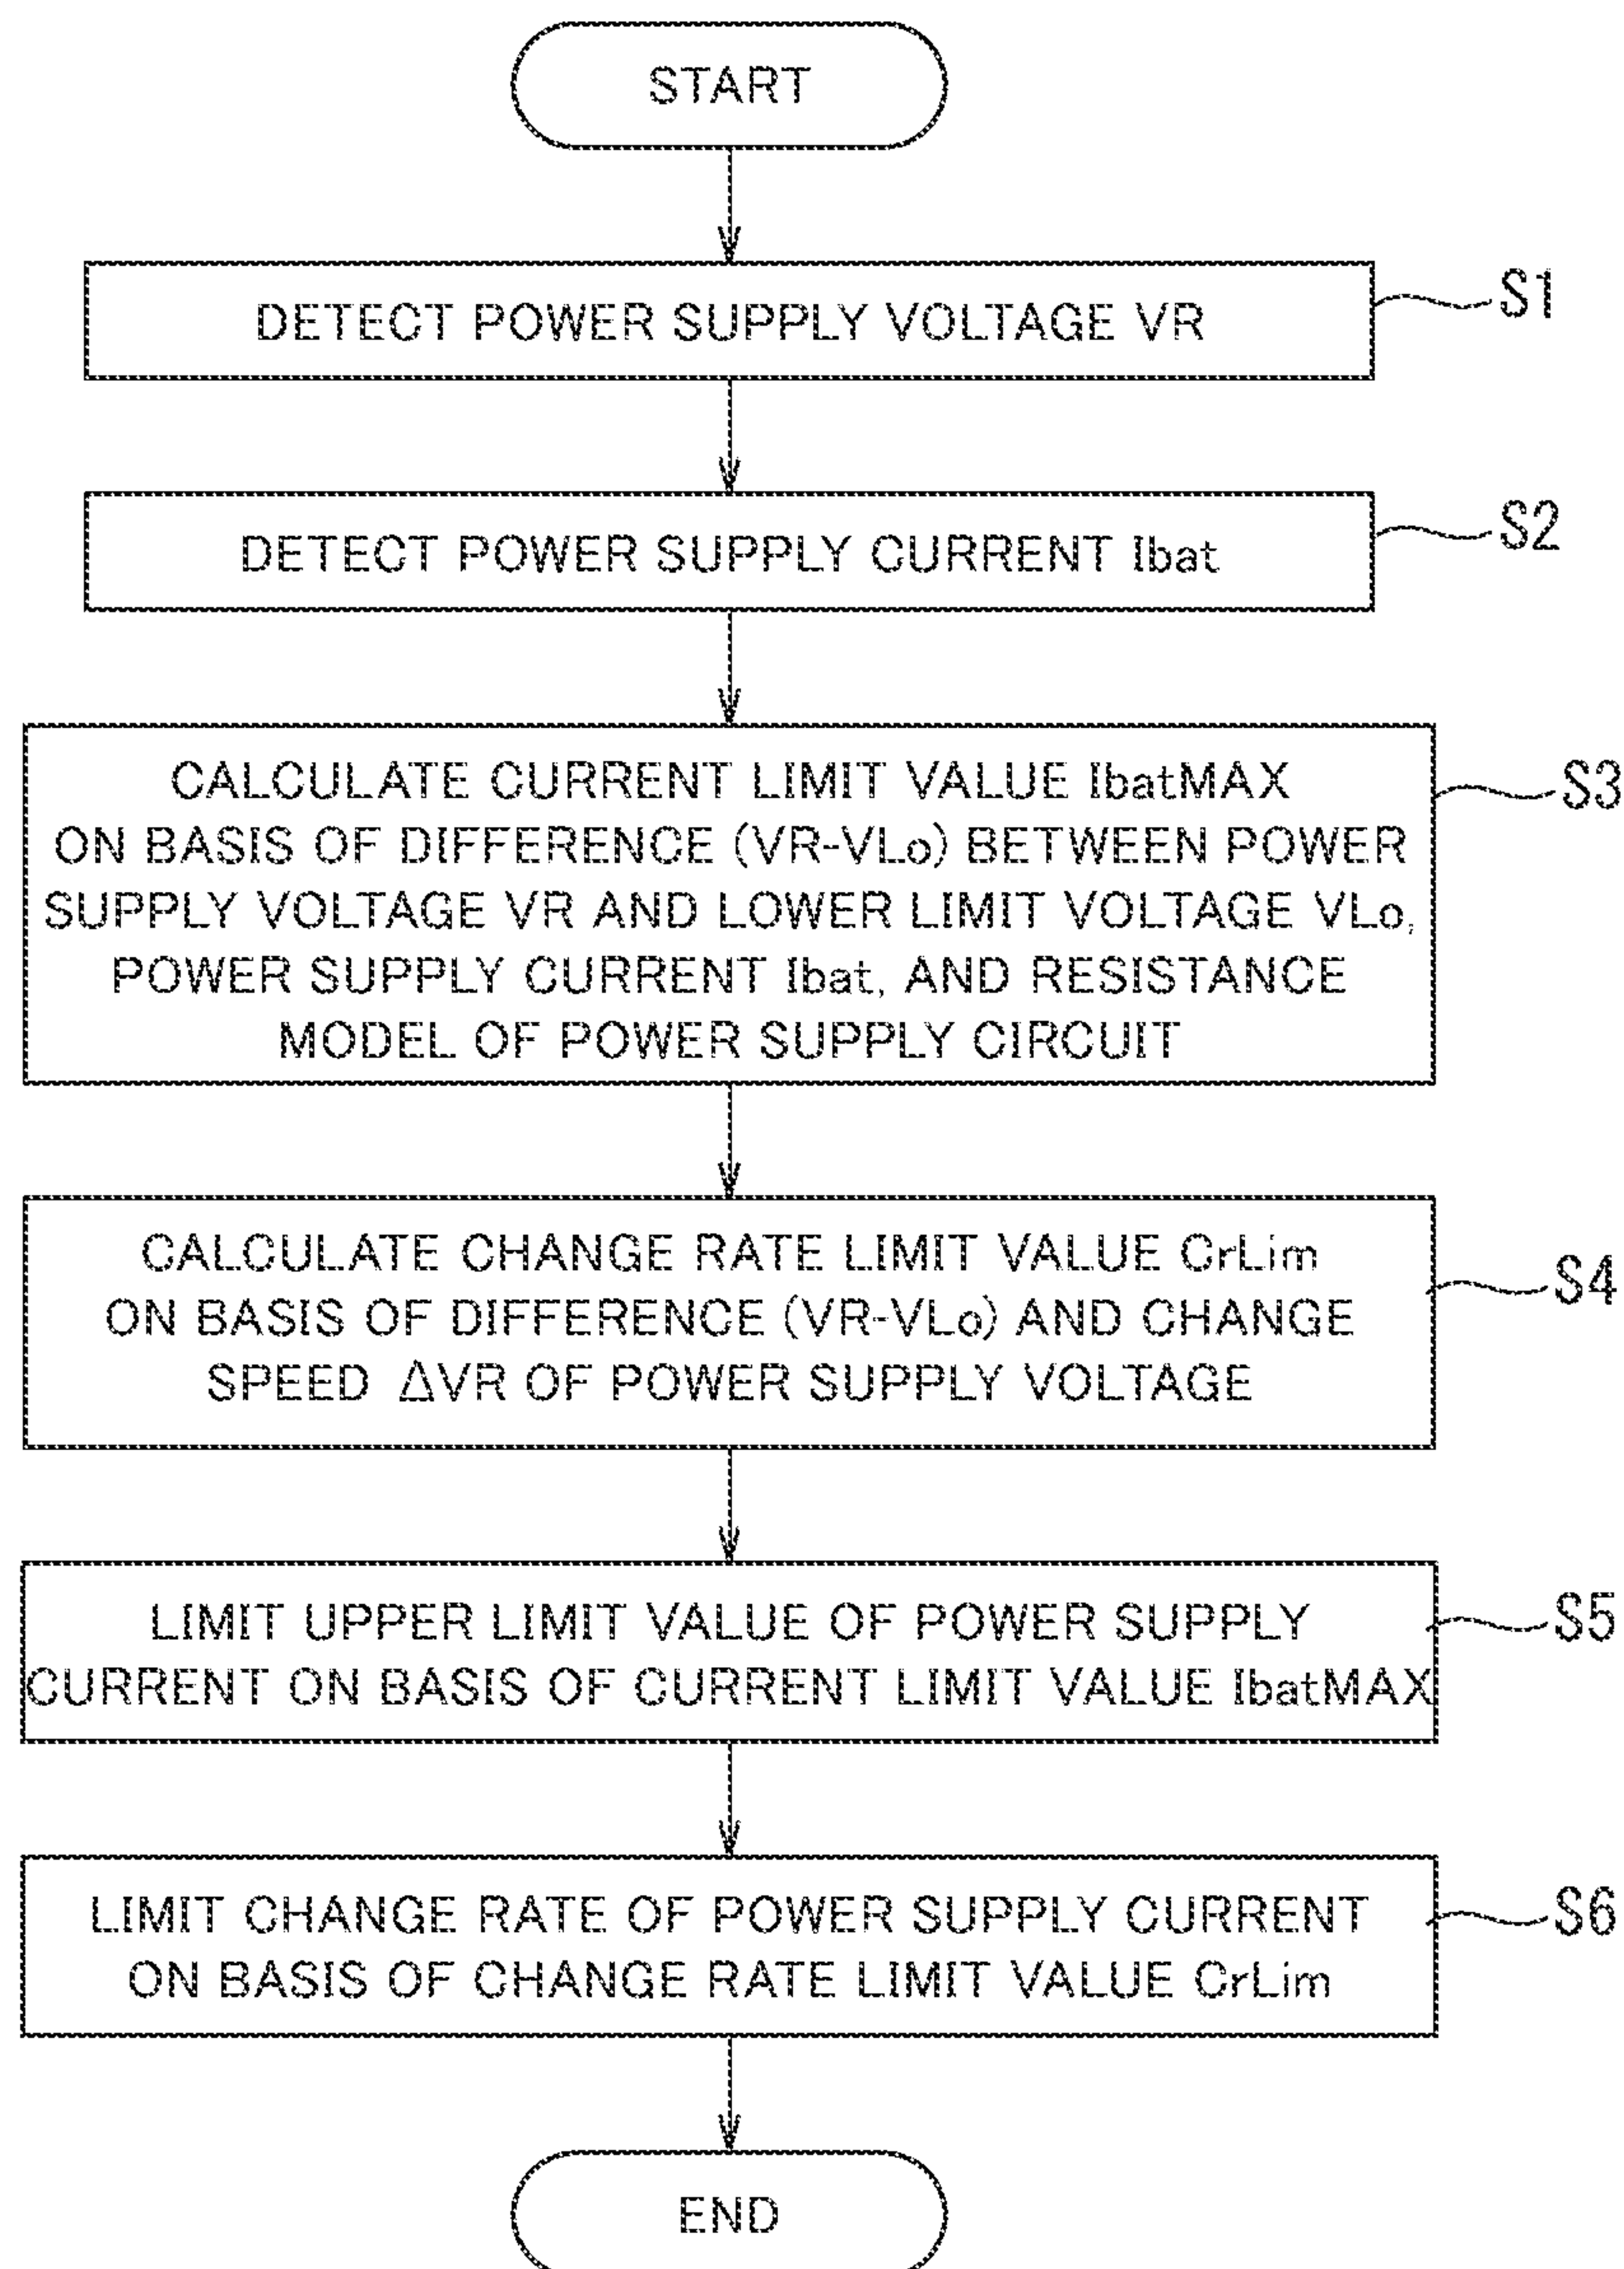 START
DETECT POWER SUPPLY VOLTAGE VR
S1
DETECT POWER SUPPLY CURRENT Ibat
S2
CALCULATE CURRENT LIMIT VALUE IbatMAX
ON BASIS OF DIFFERENCE (VR-VLo) BETWEEN POWER
SUPPLY VOLTAGE VR AND LOWER LIMIT VOLTAGE VLo,
POWER SUPPLY CURRENT Ibat, AND RESISTANCE
MODEL OF POWER SUPPLY CIRCUIT
S3
CALCULATE CHANGE RATE LIMIT VALUE CrLim
ON BASIS OF DIFFERENCE (VR-VLo) AND CHANGE
SPEED ΔVR OF POWER SUPPLY VOLTAGE
S4
LIMIT UPPER LIMIT VALUE OF POWER SUPPLY
CURRENT ON BASIS OF CURRENT LIMIT VALUE IbatMAX
S5
LIMIT CHANGE RATE OF POWER SUPPLY CURRENT
ON BASIS OF CHANGE RATE LIMIT VALUE CrLim
S6
END